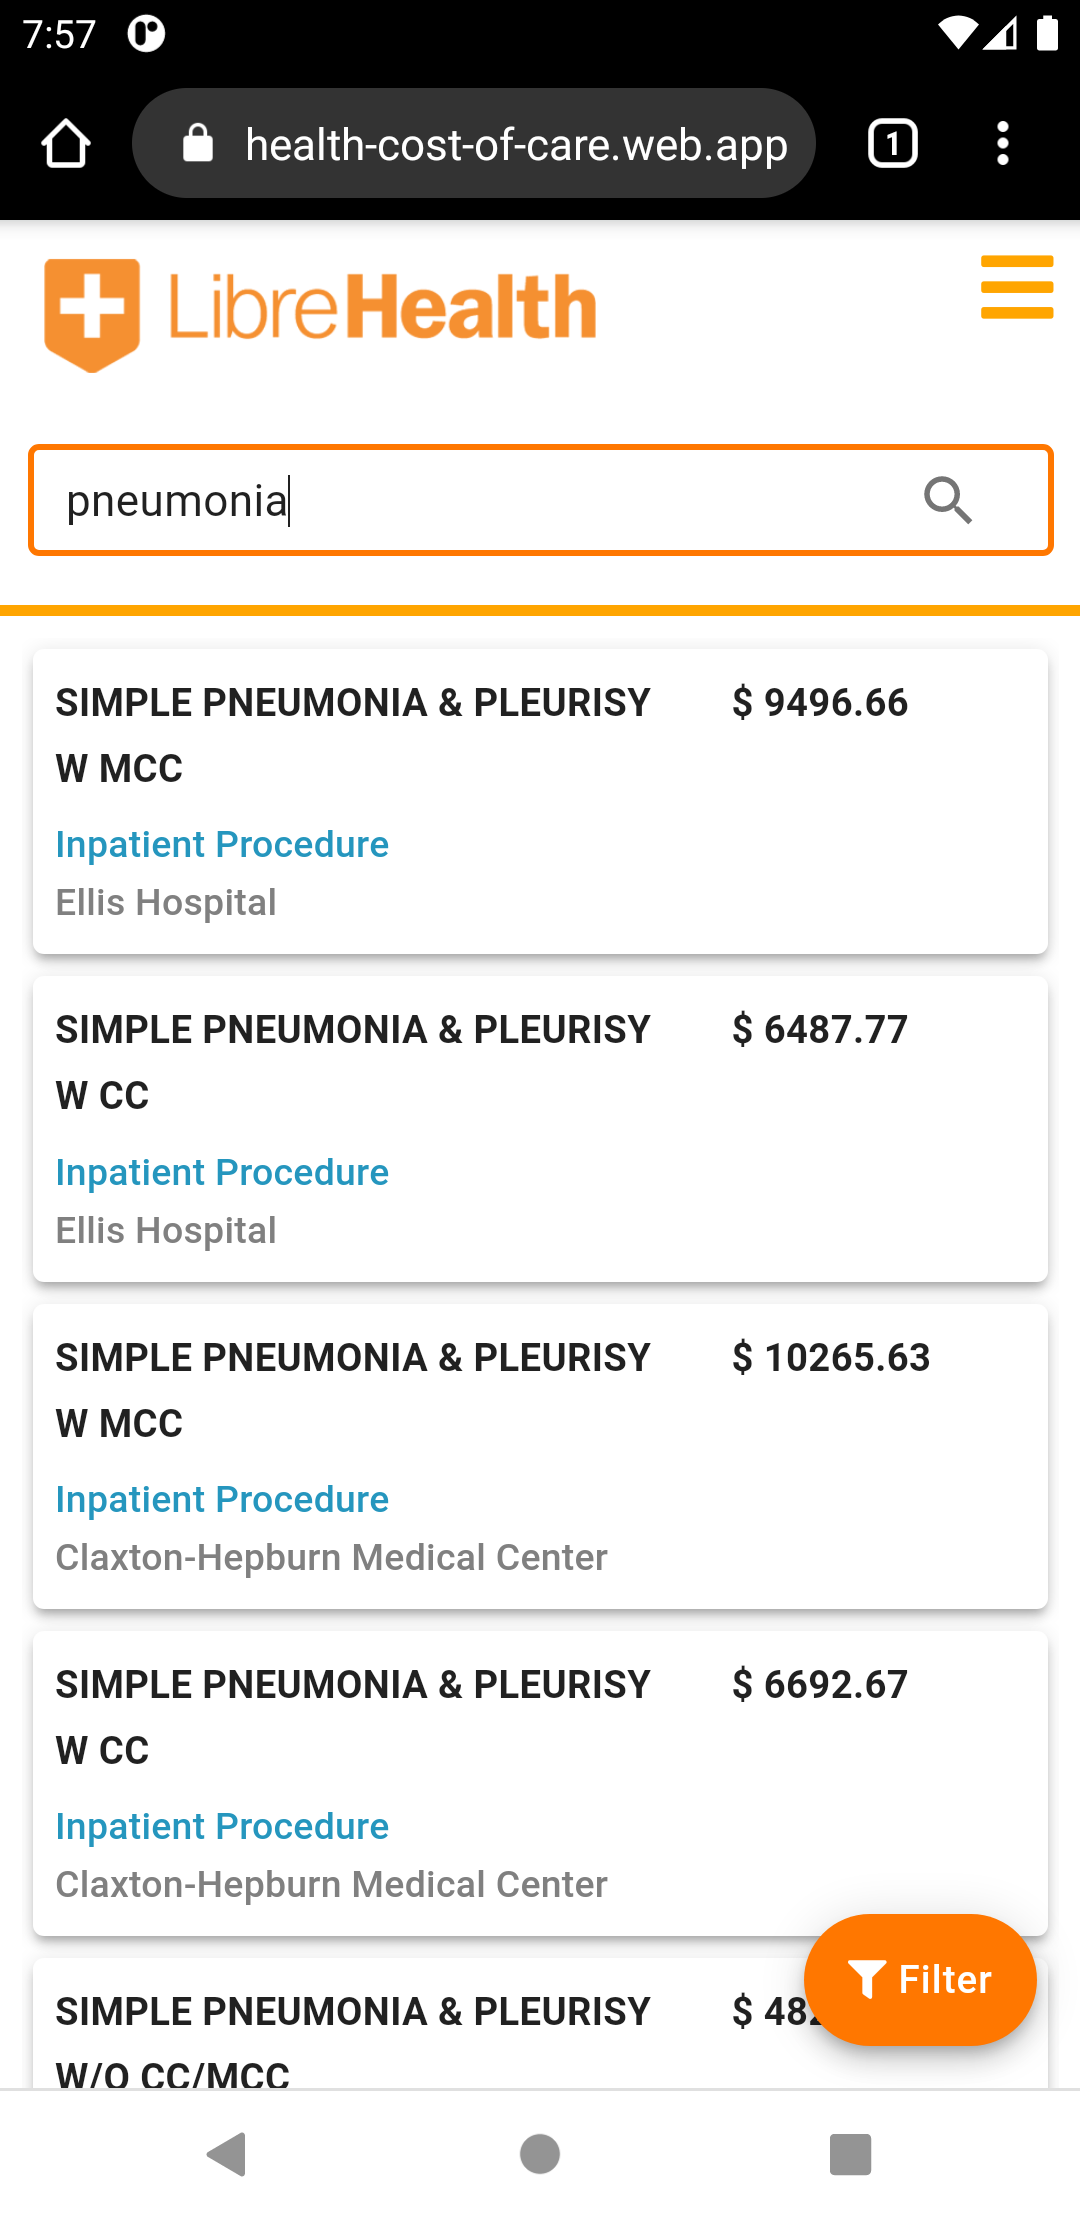 7:57
health-cost-of-care.web.app
1
LibreHealth
pneumonia
SIMPLE PNEUMONIA & PLEURISY $ 9496.66
W MCC
Inpatient Procedure
Ellis Hospital
SIMPLE PNEUMONIA & PLEURISY $ 6487.77
W CC
Inpatient Procedure
Ellis Hospital
SIMPLE PNEUMONIA & PLEURISY $ 10265.63
W MCC
Inpatient Procedure
Claxton-Hepburn Medical Center
SIMPLE PNEUMONIA & PLEURISY $ 6692.67
W CC
Inpatient Procedure
Claxton-Hepburn Medical Center
Filter
SIMPLE PNEUMONIA & PLEURISY $
W/O CC/MCC